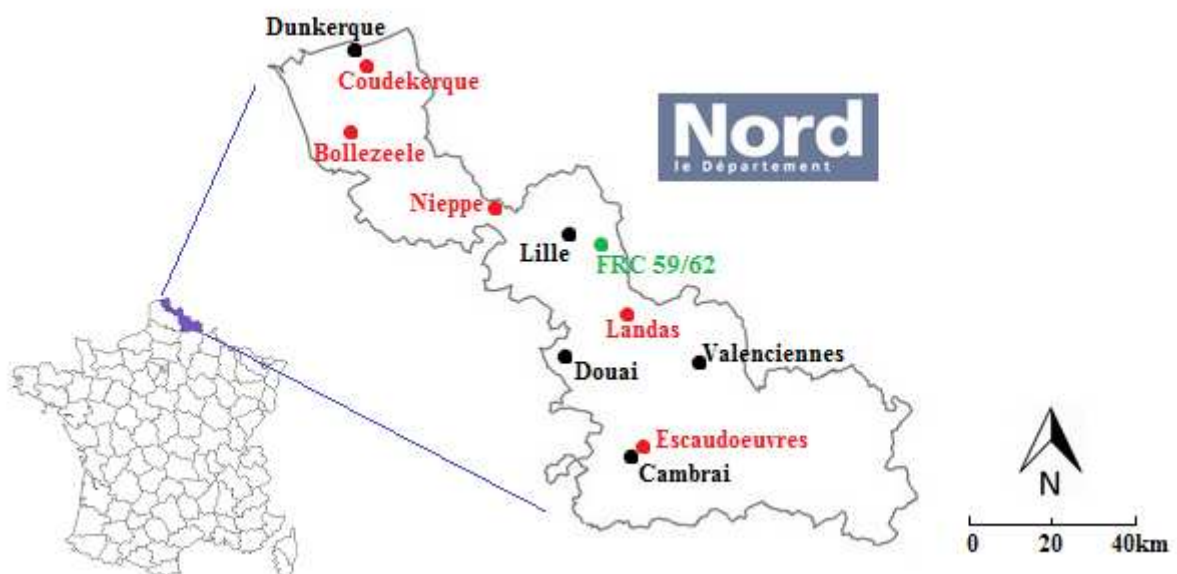 Dunkerque
Coudekerque
Bollezeele
Nord
le Département
Nieppe
Lille
FRC 59/62
Landas
Douai
Valenciennes
Escaudoeuvres
Cambrai
N
0 20 40km